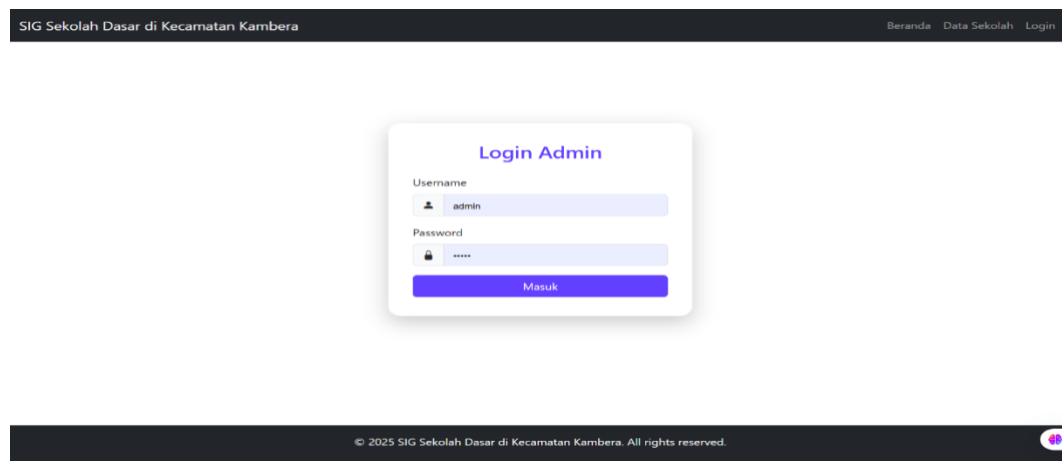 SIG Sekolah Dasar di Kecamatan Kambera
Beranda Data Sekolah Login
Login Admin
Username
admin
Password
•••••
Masuk
© 2025 SIG Sekolah Dasar di Kecamatan Kambera. All rights reserved.